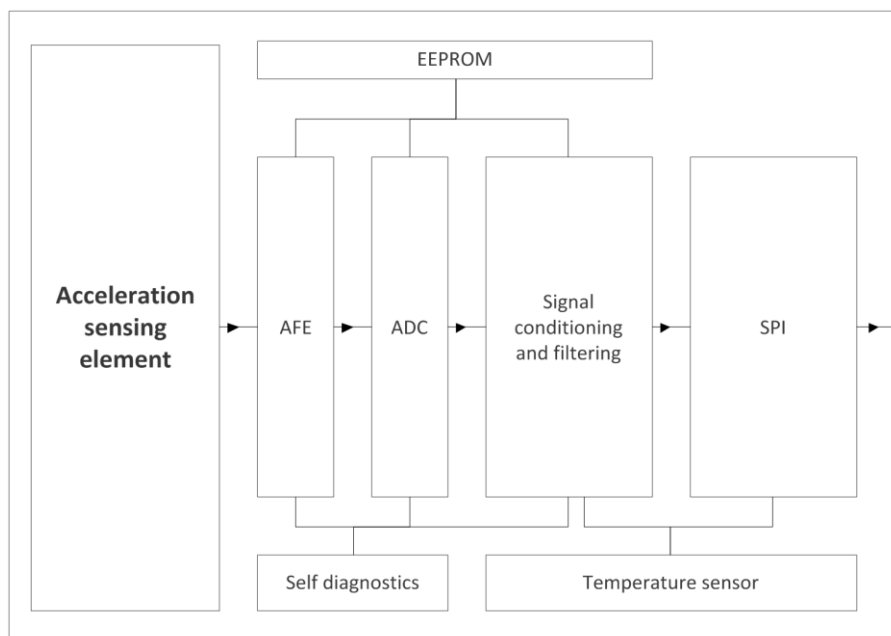 EEPROM
Acceleration
sensing
element
AFE
ADC
Signal
conditioning
and filtering
SPI
Self diagnostics
Temperature sensor